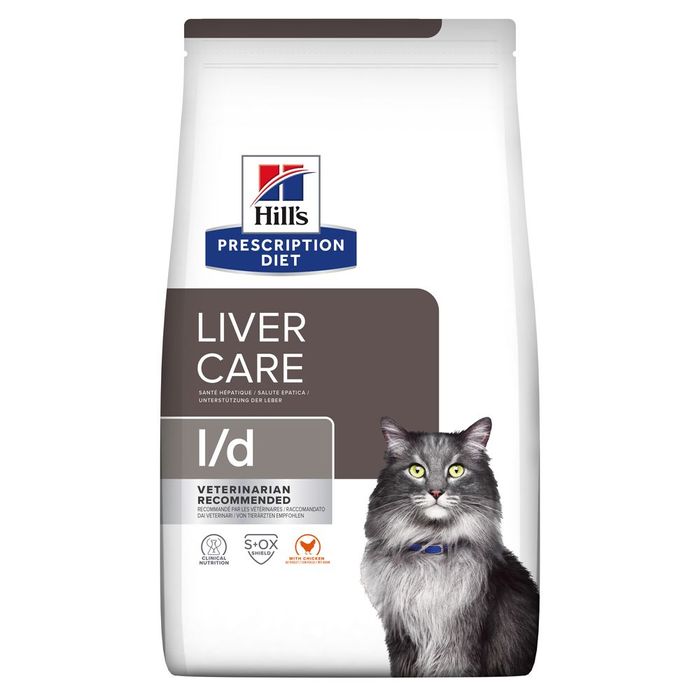 Hill's
PRESCRIPTION
DIET
LIVER
CARE
SANTÉ HÉPATIQUE / SALUTE EPATICA /
UNTERSTÜTZUNG DER LEBER
l/d
VETERINARIAN
RECOMMENDED
RECOMMANDÉ PAR LES VÉTÉRINAIRES / RACCOMANDATO
DAI VETERINARI / VON TIERÄRZTEN EMPFOHLEN
CLINICAL
NUTRITION
S+OX
SHIELD
WITH CHICKEN